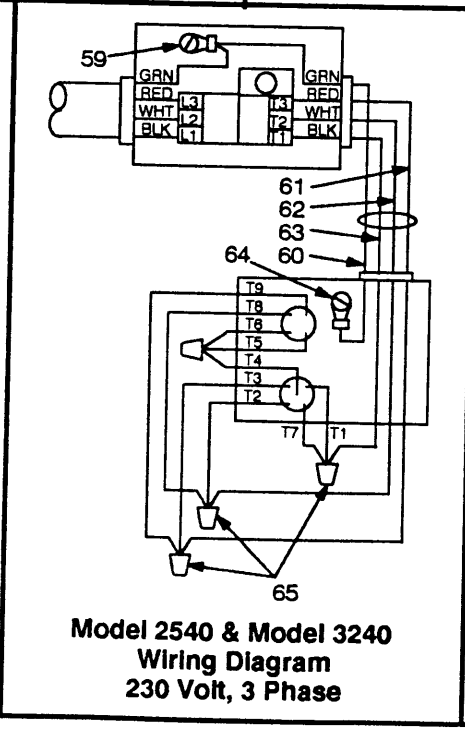 59
GRN GRN
RED RED
L3 T3
WHT WHT
L2 T2
BLK BLK
L1 T1
61
62
63
64 60
T9
T8
T6
T5
T4
T3
T2
T7 T1
65
Model 2540 & Model 3240
Wiring Diagram
230 Volt, 3 Phase